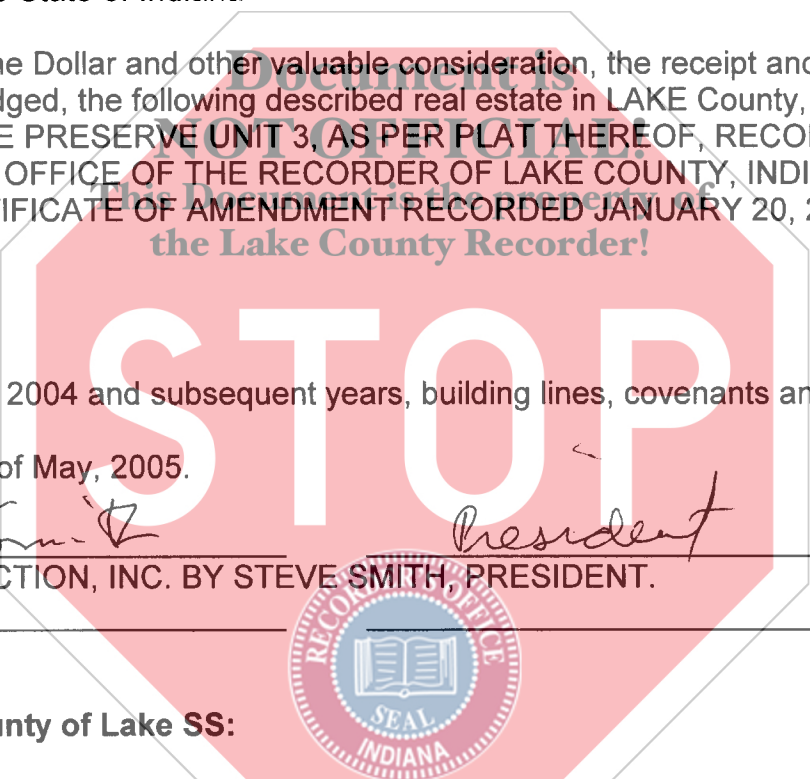 State of Indiana
Document is
ne Dollar and other valuable consideration, the receipt and
dged, the following described real estate in LAKE County,
NOT OFFICIAL!
E PRESERVE UNIT 3, AS PER PLAT THEREOF, RECO
OFFICE OF THE RECORDER OF LAKE COUNTY, INDI
This Document is the property of
TIFICATE OF AMENDMENT RECORDED JANUARY 20, 2
the Lake County Recorder!
STOP
2004 and subsequent years, building lines, covenants an
of May, 2005.
President
CTION, INC. BY STEVE SMITH, PRESIDENT.
RECORDER'S OFFICE
SEAL
INDIANA
unty of Lake SS: